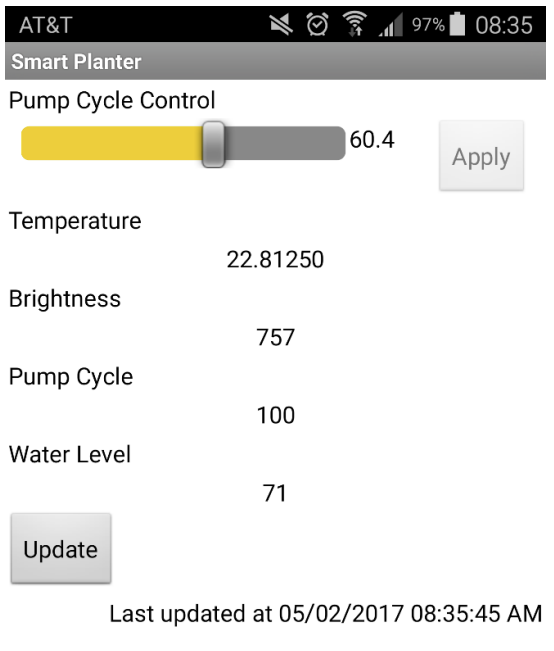 AT&T 97% 08:35
Smart Planter
Pump Cycle Control
60.4 Apply
Temperature
22.81250
Brightness
757
Pump Cycle
100
Water Level
71
Update
Last updated at 05/02/2017 08:35:45 AM